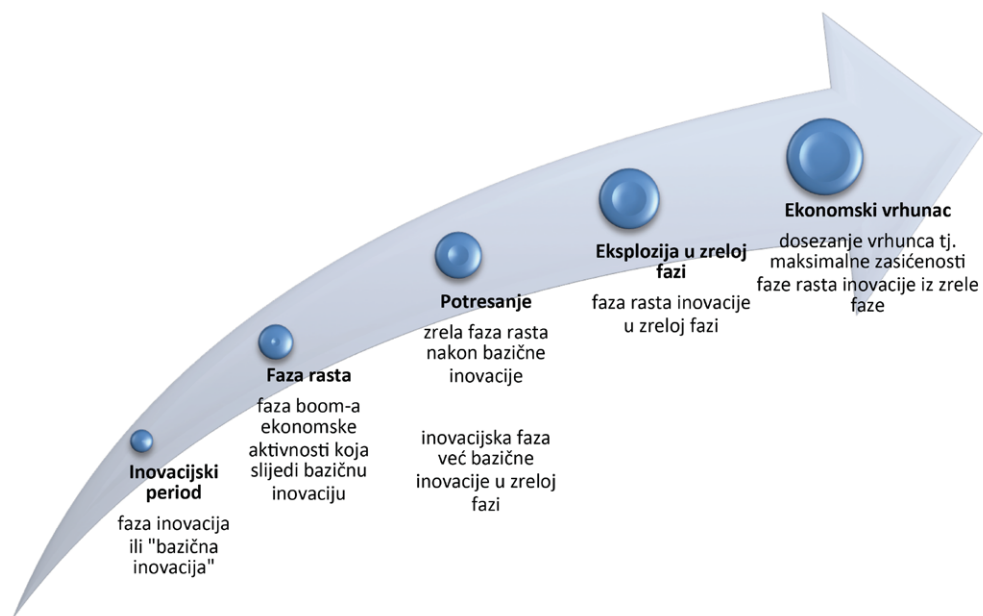 Inovacijski
period
faza inovacija
ili "bazična
inovacija"
Faza rasta
faza boom-a
ekonomske
aktivnosti koja
slijedi bazičnu
inovaciju
Potresanje
zrela faza rasta
nakon bazične
inovacije
inovacijska faza
već bazične
inovacije u zreloj
fazi
Eksplozija u zreloj
fazi
faza rasta inovacije
u zreloj fazi
Ekonomski vrhunac
dosezanje vrhunca tj.
maksimalne zasićenosti
faze rasta inovacije iz zrele
faze